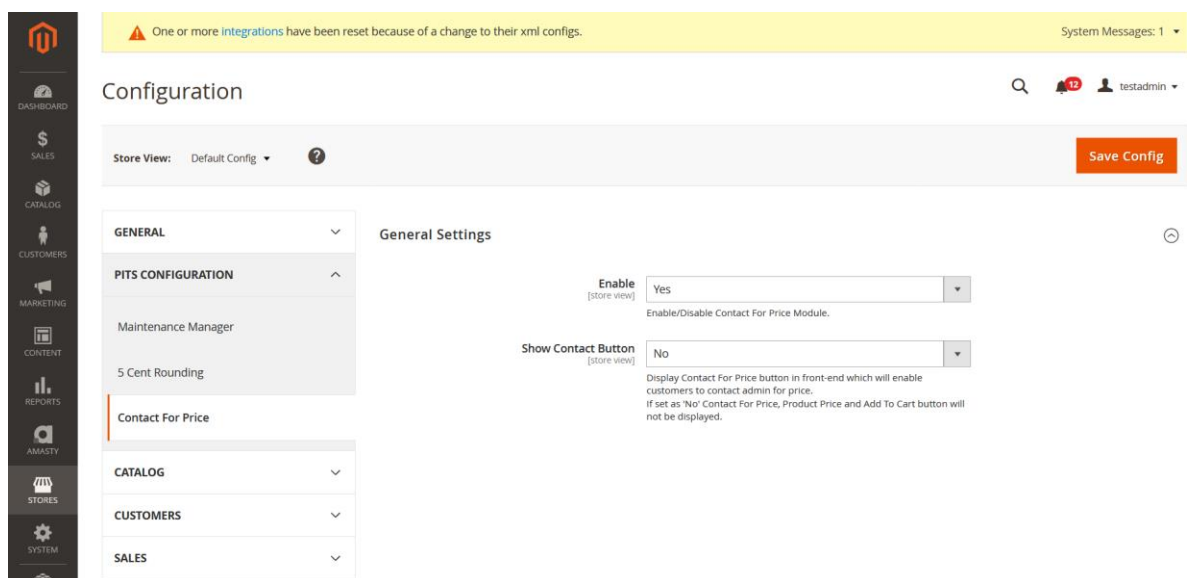 One or more integrations have been reset because of a change to their xml configs.
System Messages: 1
Configuration
12
testadmin
DASHBOARD
SALES
CATALOG
CUSTOMERS
MARKETING
CONTENT
REPORTS
AMASTY
STORES
SYSTEM
Store View: Default Config
?
Save Config
GENERAL
PITS CONFIGURATION
Maintenance Manager
5 Cent Rounding
Contact For Price
CATALOG
CUSTOMERS
SALES
General Settings
Enable
[store view]
Yes
Enable/Disable Contact For Price Module.
Show Contact Button
[store view]
No
Display Contact For Price button in front-end which will enable
customers to contact admin for price.
If set as 'No' Contact For Price, Product Price and Add To Cart button will
not be displayed.